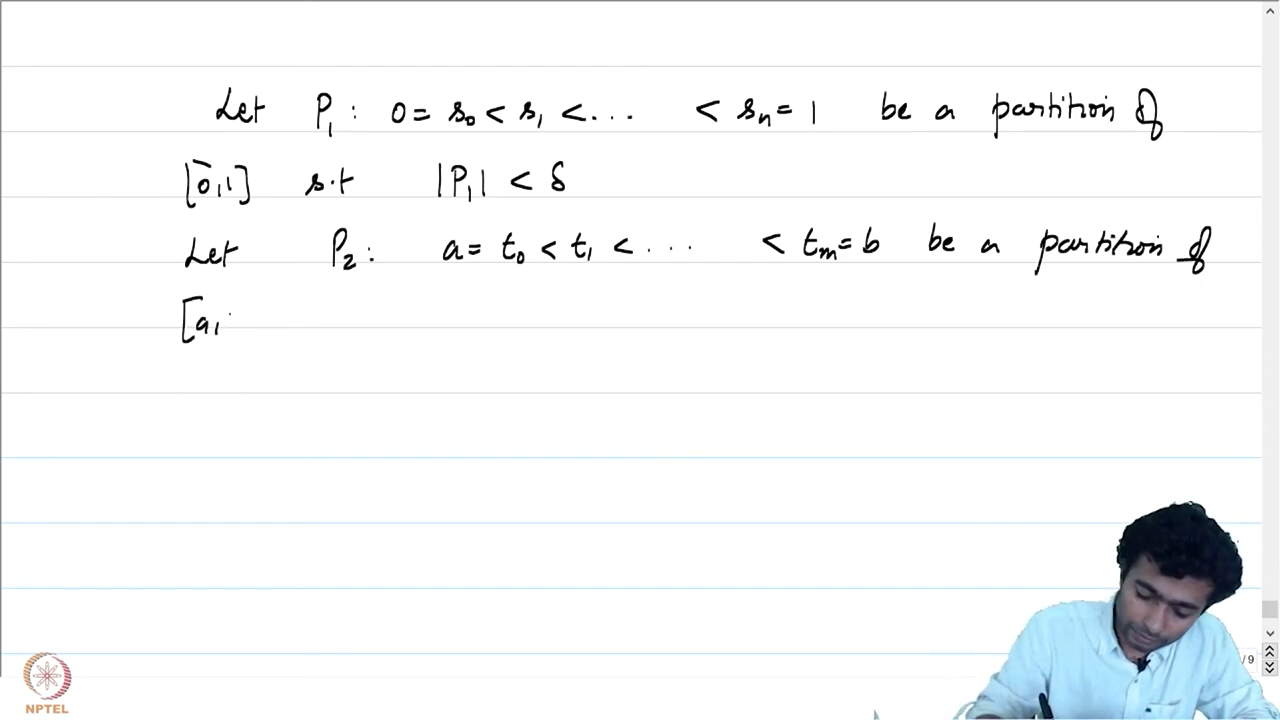 Let P₁: 0 = s₀ < s₁ < ... < sₙ = 1 be a partition of
[0,1] s.t |P₁| < δ
Let P₂: a = t₀ < t₁ < .... < tₘ = b be a partition of
[a,
/9
NPTEL